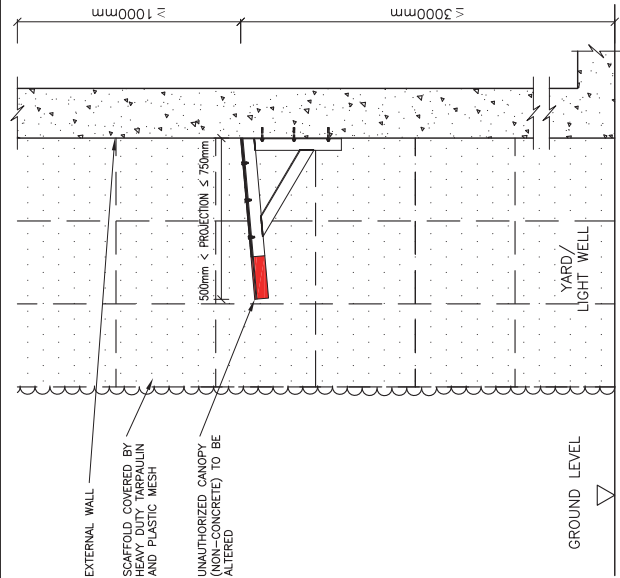 ≥ 1000mm
≤3000mm
EXTERNAL WALL
SCAFFOLD COVERED BY
HEAVY DUTY TARPAULIN
AND PLASTIC MESH
UNAUTHORIZED CANOPY
(NON-CONCRETE) TO BE
ALTERED
500mm < PROJECTION ≤ 750mm
YARD/
LIGHT WELL
GROUND LEVEL